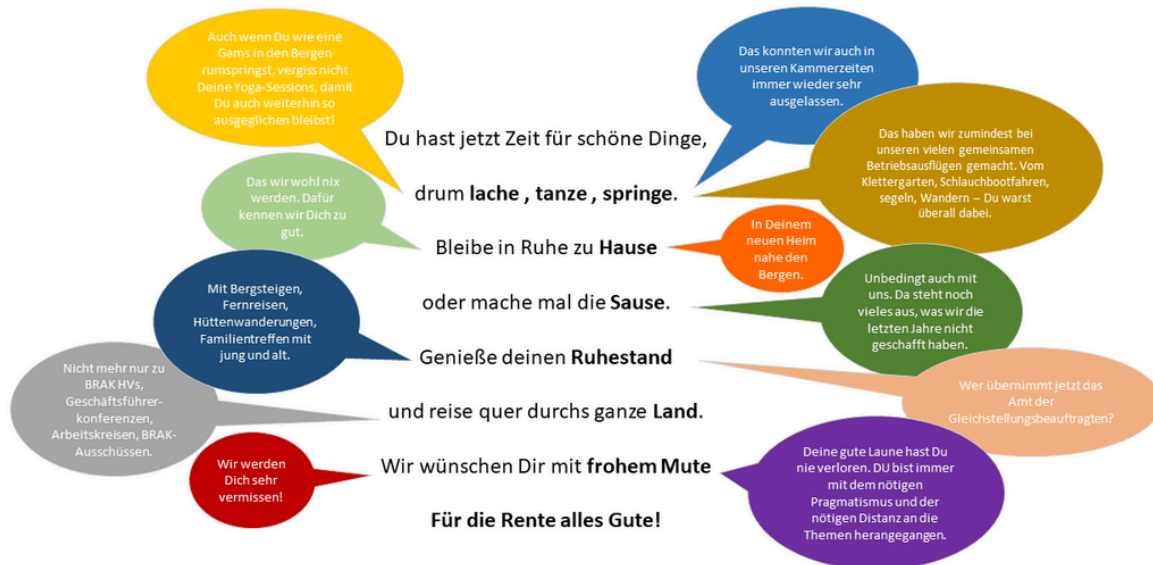 Auch wenn Du wie eine
Gams in den Bergen
rumspringst, vergiss nicht
Deine Yoga-Sessions, damit
Du auch weiterhin so
ausgeglichen bleibst!
Das konnten wir auch in
unseren Kammerzeiten
immer wieder sehr
ausgelassen.
Du hast jetzt Zeit für schöne Dinge,
Das haben wir zumindest bei
unseren vielen gemeinsamen
Betriebsausflügen gemacht. Vom
Klettergarten, Schlauchbootfahren,
segeln, Wandern – Du warst
überall dabei.
drum lache , tanze , springe.
Das wir wohl nix
werden. Dafür
kennen wir Dich zu
gut.
Bleibe in Ruhe zu Hause
In Deinem
neuen Heim
nahe den
Bergen.
oder mache mal die Sause.
Unbedingt auch mit
uns. Da steht noch
vieles aus, was wir die
letzten Jahre nicht
geschafft haben.
Mit Bergsteigen,
Fernreisen,
Hüttenwanderungen,
Familientreffen mit
jung und alt.
Genieße deinen Ruhestand
Wer übernimmt jetzt das
Amt der
Gleichstellungsbeauftragten?
Nicht mehr nur zu
BRAK HVs,
Geschäftsführer-
konferenzen,
Arbeitskreisen, BRAK-
Ausschüssen.
und reise quer durchs ganze Land.
Wir werden
Dich sehr
vermissen!
Wir wünschen Dir mit frohem Mute
Deine gute Laune hast Du
nie verloren. DU bist immer
mit dem nötigen
Pragmatismus und der
nötigen Distanz an die
Themen herangegangen.
Für die Rente alles Gute!